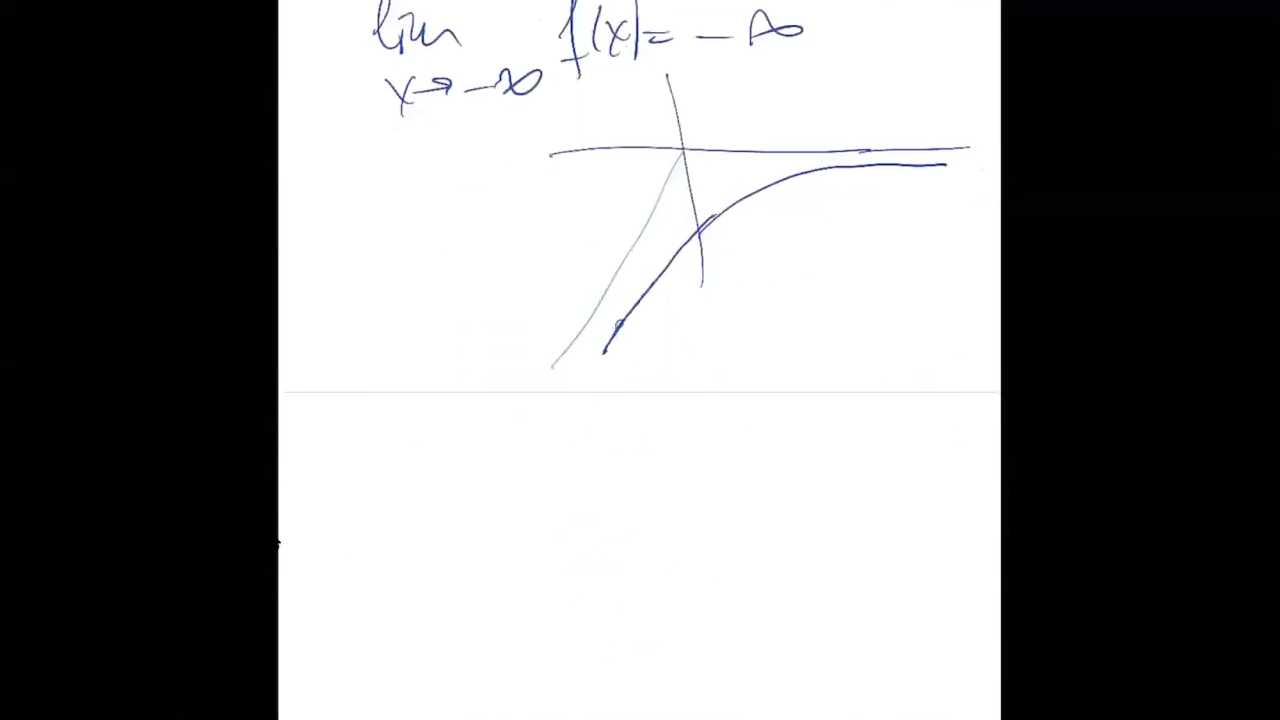 lim f(x) = - ∞
x → -∞